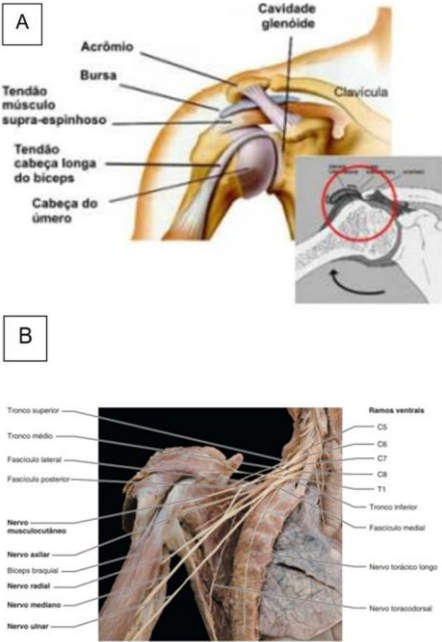 A
Cavidade
glenóide
Acrômio
Bursa
Clavícula
Tendão
músculo
supra-espinhoso
Tendão
cabeça longa
do bíceps
Cabeça do
úmero
B
Tronco superior
Tronco médio
Fascículo lateral
Fascículo posterior
Nervo
musculocutâneo
Nervo axilar
Bíceps braquial
Nervo radial
Nervo mediano
Nervo ulnar
Ramos ventrais
C5
C6
C7
C8
T1
Tronco inferior
Fascículo medial
Nervo torácico longo
Nervo toracodorsal